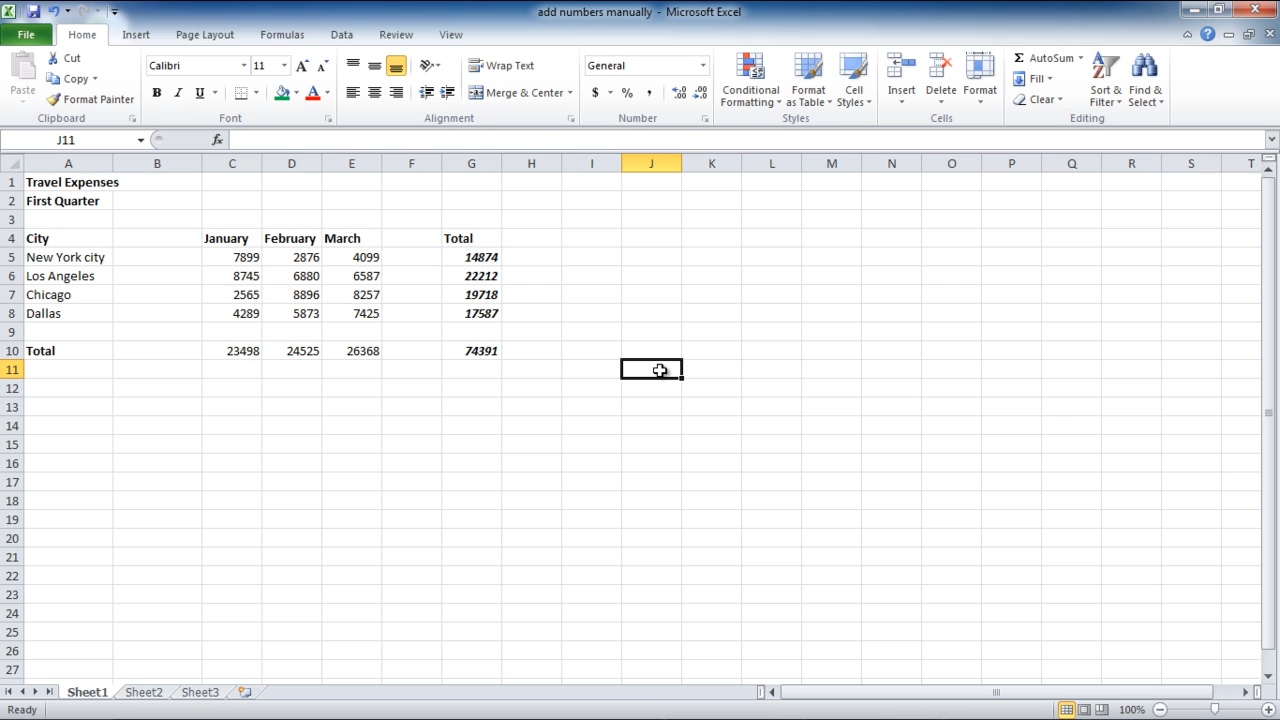 add numbers manually - Microsoft Excel
File Home Insert Page Layout Formulas Data Review View
Cut
Copy
Format Painter
Paste
Clipboard
Calibri 11
B I U
Font
Wrap Text
Merge & Center
Alignment
General
$ % ,
Number
Conditional Formatting
Format as Table
Cell Styles
Styles
Insert Delete Format
Cells
Σ AutoSum
Fill
Clear
Sort & Filter
Find & Select
Editing
J11 fx
A B C D E F G H I J K L M N O P Q R S T
1 Travel Expenses
2 First Quarter
3
4 City January February March Total
5 New York city 7899 2876 4099 14874
6 Los Angeles 8745 6880 6587 22212
7 Chicago 2565 8896 8257 19718
8 Dallas 4289 5873 7425 17587
9
10 Total 23498 24525 26368 74391
11
12
13
14
15
16
17
18
19
20
21
22
23
24
25
26
27
Sheet1 Sheet2 Sheet3
Ready 100%